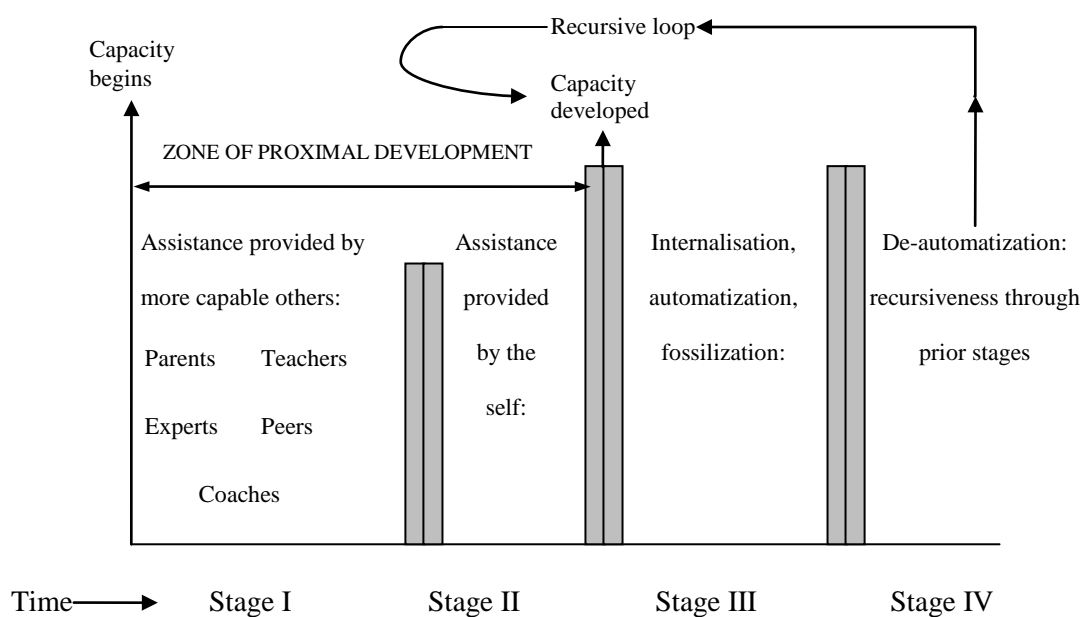 Recursive loop
Capacity
begins
Capacity
developed
ZONE OF PROXIMAL DEVELOPMENT
Assistance provided by
more capable others:
Parents Teachers
Experts Peers
Coaches
Assistance
provided
by the
self:
Internalisation,
automatization,
fossilization:
De-automatization:
recursiveness through
prior stages
Time Stage I Stage II Stage III Stage IV